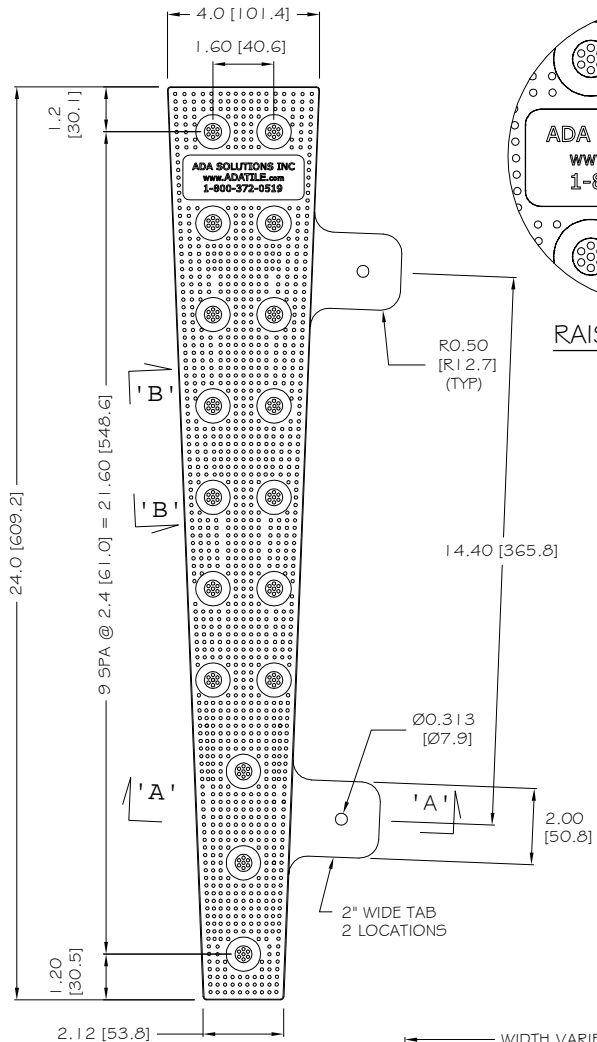 4.0 [101.4]
1.60 [40.6]
1.2
[30.1]
ADA SOLUTIONS INC
www.ADATILE.com
1-800-372-0519
ADA
www
1-8
RAIS
R0.50
[R12.7]
(TYP)
'B'
'B'
24.0 [609.2]
9 SPA @ 2.4 [61.0] = 21.60 [548.6]
14.40 [365.8]
Ø0.313
[Ø7.9]
'A'
'A'
2.00
[50.8]
2" WIDE TAB
2 LOCATIONS
1.20
[30.5]
2.12 [53.8]
WIDTH VARIE